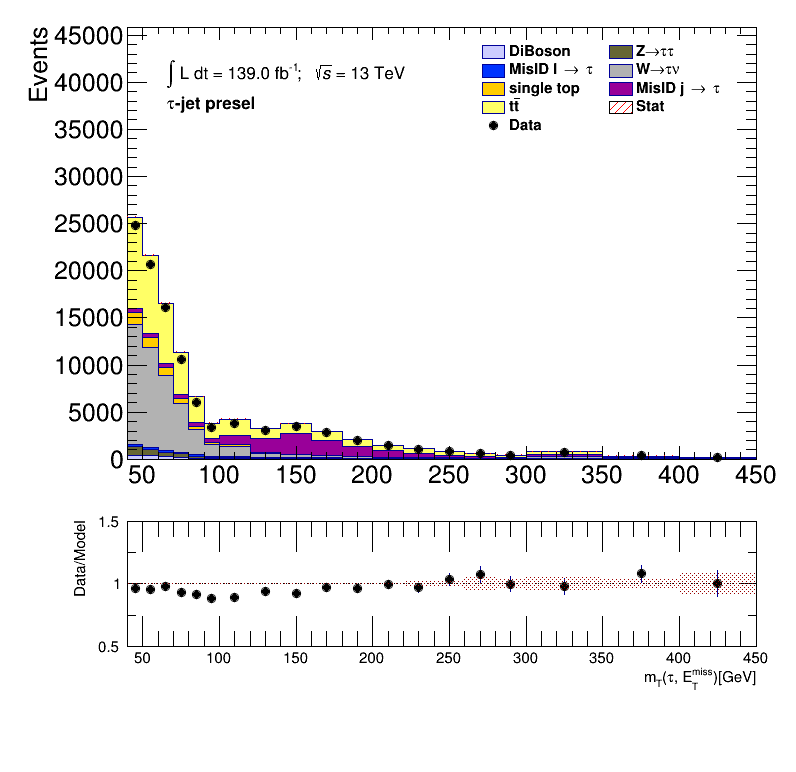 45000
40000
35000
30000
25000
20000
15000
10000
5000
0
Events
∫ L dt = 139.0 fb⁻¹; √s = 13 TeV
τ-jet presel
DiBoson
MisID l → τ
single top
tt̄
Data
Z→ττ
W→τν
MisID j → τ
Stat
50 100 150 200 250 300 350 400 450
1.5
1
0.5
Data/Model
50 100 150 200 250 300 350 400 450
m_T(τ, E_T^miss)[GeV]